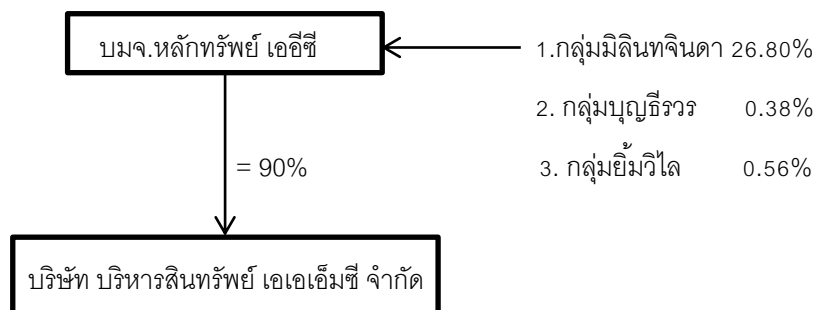 บมจ.หลักทรัพย์ เออีซี
1.กลุ่มมิลินทจินดา 26.80%
2. กลุ่มบุญธีรวร 0.38%
3. กลุ่มยิ้มวิไล 0.56%
= 90%
บริษัท บริหารสินทรัพย์ เอเอเอ็มซี จำกัด